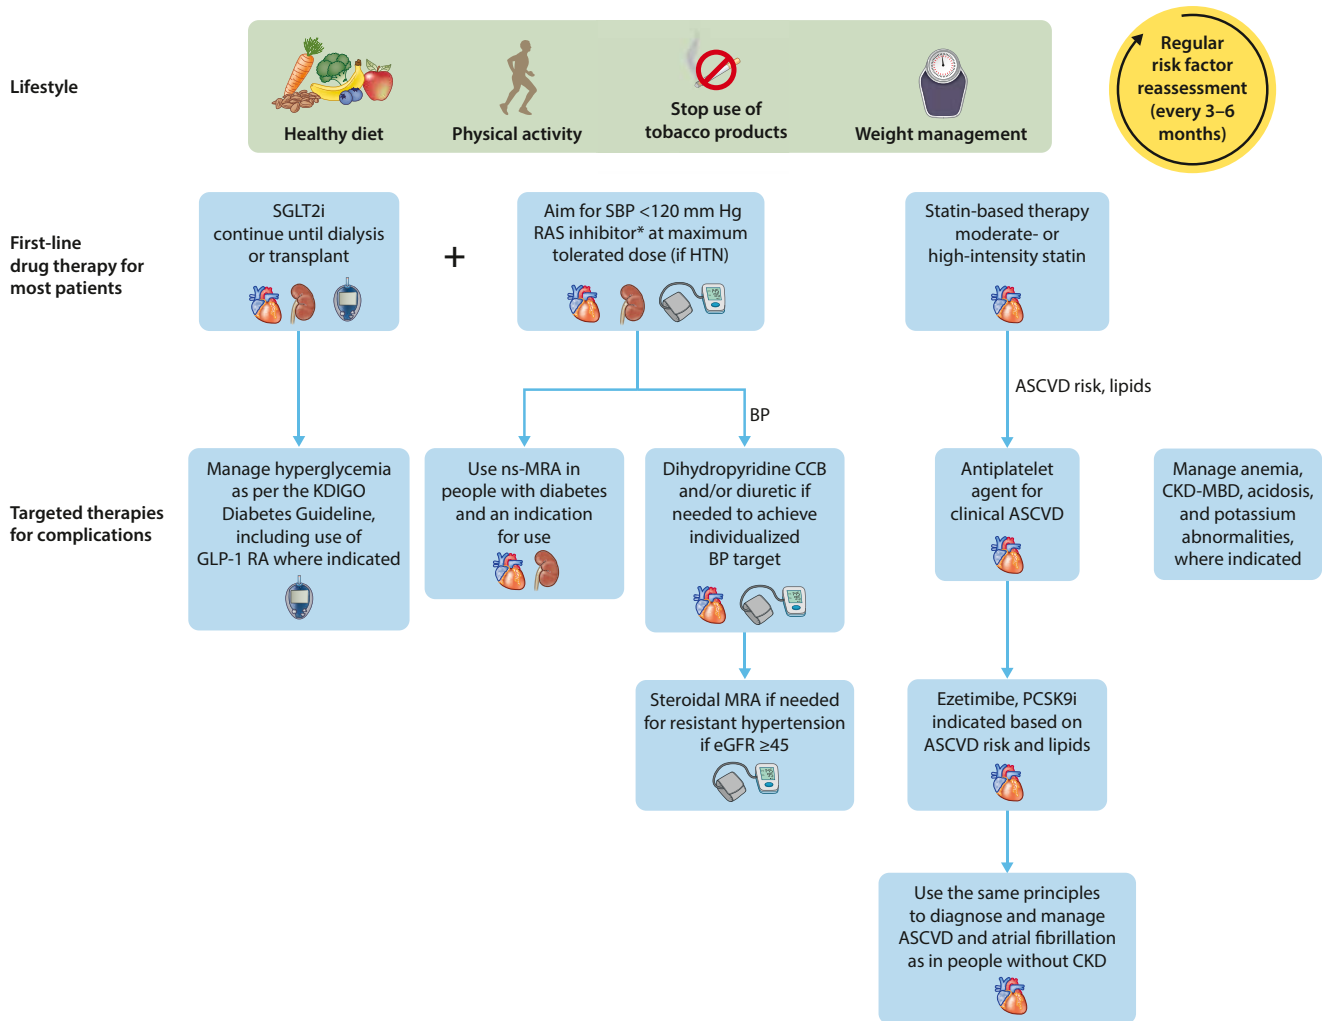 Lifestyle
Healthy diet
Physical activity
Stop use of
tobacco products
Weight management
Regular
risk factor
reassessment
(every 3–6
months)
First-line
drug therapy for
most patients
SGLT2i
continue until dialysis
or transplant
+
Aim for SBP <120 mm Hg
RAS inhibitor* at maximum
tolerated dose (if HTN)
Statin-based therapy
moderate- or
high-intensity statin
ASCVD risk, lipids
BP
Targeted therapies
for complications
Manage hyperglycemia
as per the KDIGO
Diabetes Guideline,
including use of
GLP-1 RA where indicated
Use ns-MRA in
people with diabetes
and an indication
for use
Dihydropyridine CCB
and/or diuretic if
needed to achieve
individualized
BP target
Antiplatelet
agent for
clinical ASCVD
Manage anemia,
CKD-MBD, acidosis,
and potassium
abnormalities,
where indicated
Steroidal MRA if needed
for resistant hypertension
if eGFR ≥45
Ezetimibe, PCSK9i
indicated based on
ASCVD risk and lipids
Use the same principles
to diagnose and manage
ASCVD and atrial fibrillation
as in people without CKD